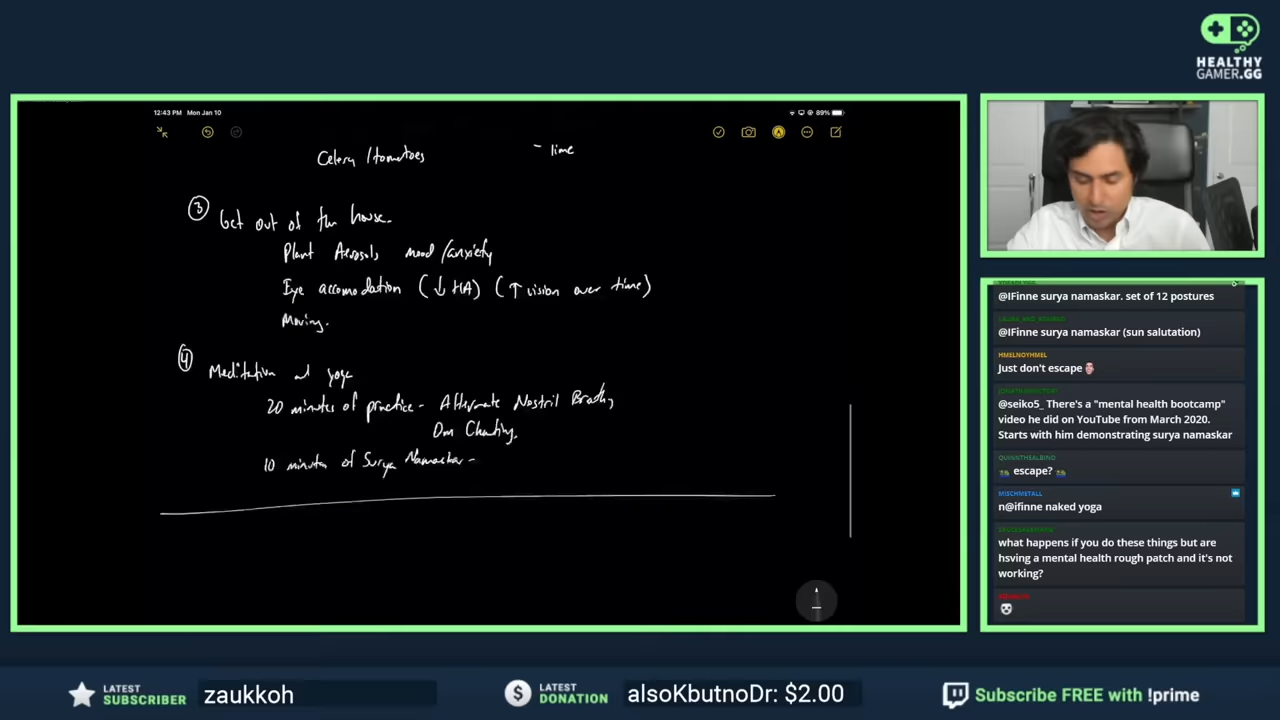 HEALTHY
GAMER.GG
12:43 PM Mon Jan 10
89%
Celery /tomatoes
- lime
3
Get out of the house.
Plant Aerosols mood/anxiety
Eye accomodation (↓ HA) (↑ vision over time)
Moving.
4
Meditation and yoga
20 minutes of practice - Alternate Nostril Breath,
Om Chanting.
10 minutes of Surya Namaskar -
@IFinne surya namaskar. set of 12 postures
@IFinne surya namaskar (sun salutation)
HMELNOYHMEL
Just don't escape
@seiko5_ There's a "mental health bootcamp"
video he did on YouTube from March 2020.
Starts with him demonstrating surya namaskar
QUINNTHEALBINO
escape?
MISCHMETALL
n@ifinne naked yoga
what happens if you do these things but are
hsving a mental health rough patch and it's not
working?
LATEST
SUBSCRIBER
zaukkoh
$
LATEST
DONATION
alsoKbutnoDr: $2.00
Subscribe FREE with !prime